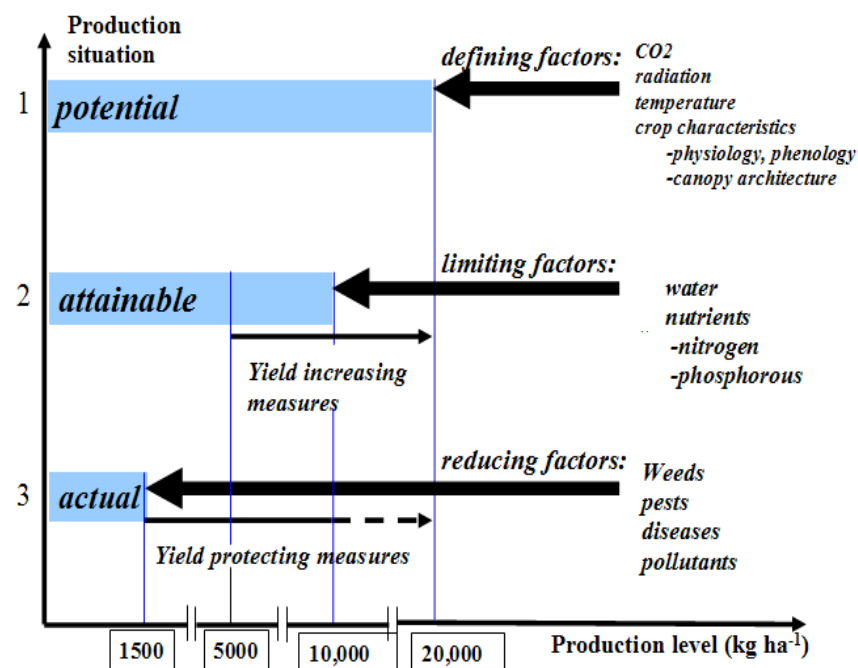 Production
situation
1
potential
defining factors:
CO2
radiation
temperature
crop characteristics
-physiology, phenology
-canopy architecture
2
attainable
limiting factors:
water
nutrients
-nitrogen
-phosphorous
Yield increasing
measures
3
actual
reducing factors:
Weeds
pests
diseases
pollutants
Yield protecting measures
1500
5000
10,000
20,000
Production level (kg ha⁻¹)